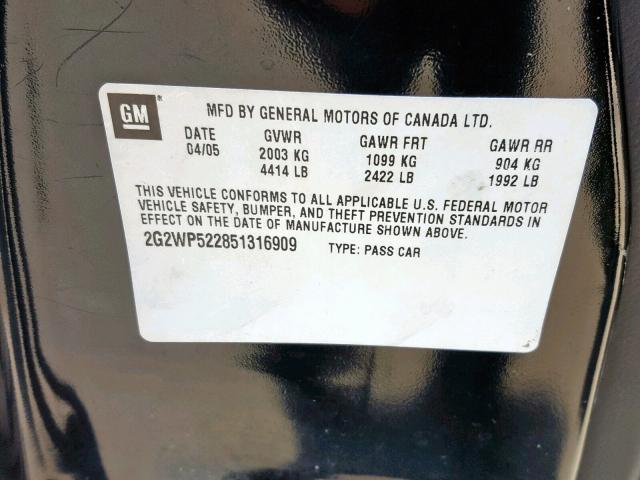 GM ®
MFD BY GENERAL MOTORS OF CANADA LTD.
DATE GVWR GAWR FRT GAWR RR
04/05 2003 KG 1099 KG 904 KG
4414 LB 2422 LB 1992 LB
THIS VEHICLE CONFORMS TO ALL APPLICABLE U.S. FEDERAL MOTOR
VEHICLE SAFETY, BUMPER, AND THEFT PREVENTION STANDARDS IN
EFFECT ON THE DATE OF MANUFACTURE SHOWN ABOVE.
2G2WP522851316909 TYPE: PASS CAR